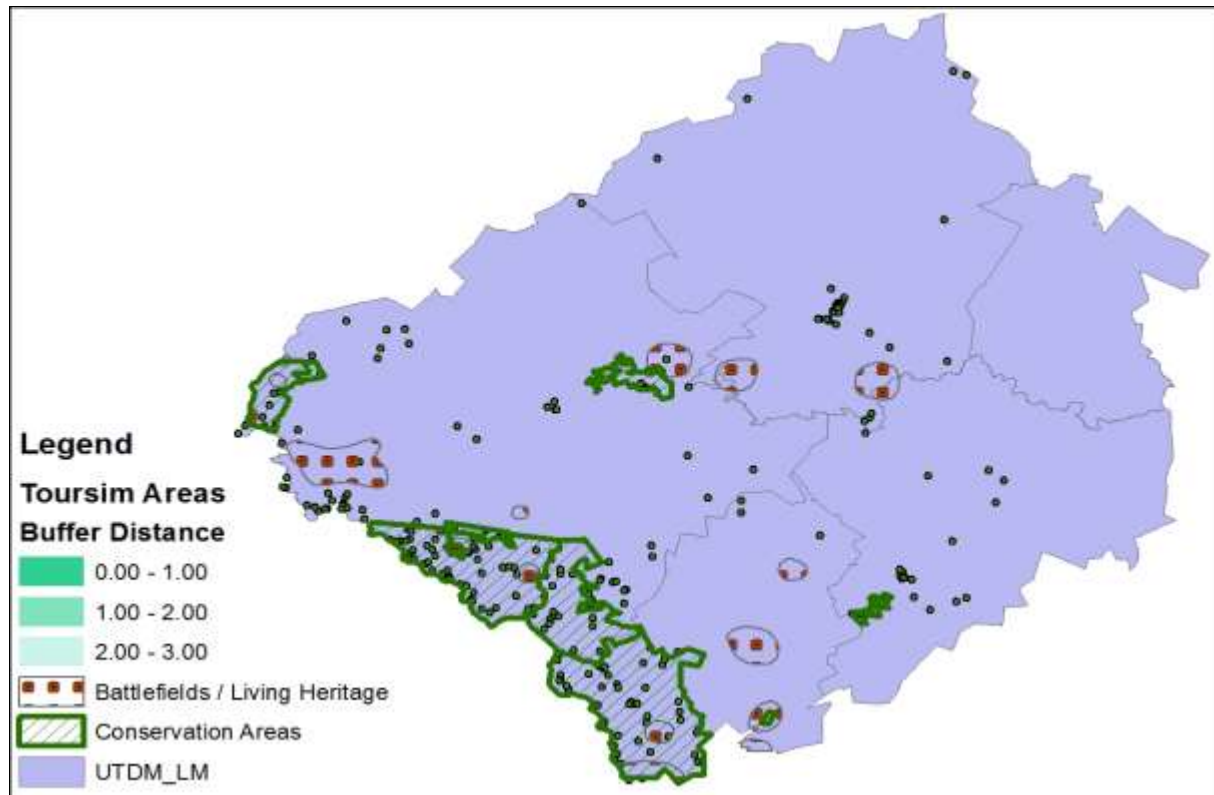 Legend
Toursim Areas
Buffer Distance
0.00 - 1.00
1.00 - 2.00
2.00 - 3.00
Battlefields / Living Heritage
Conservation Areas
UTDM_LM